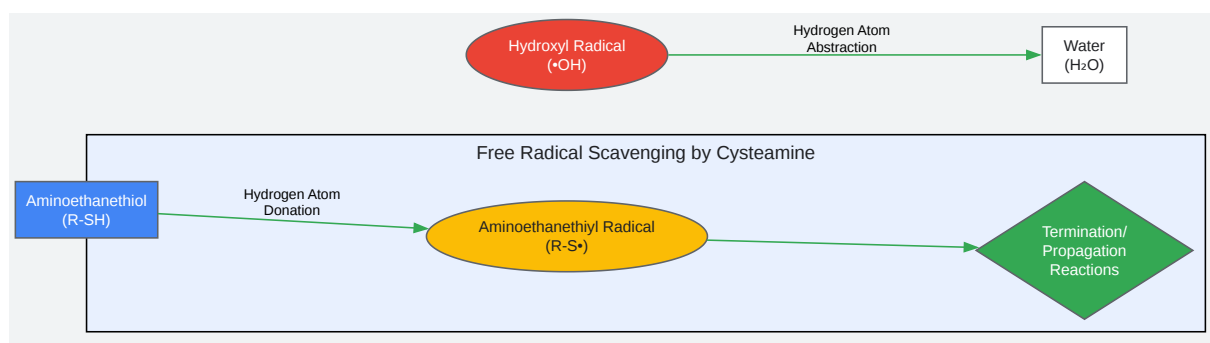 Hydroxyl Radical
(•OH)
Hydrogen Atom
Abstraction
Water
(H₂O)
Free Radical Scavenging by Cysteamine
Aminoethanethiol
(R-SH)
Hydrogen Atom
Donation
Aminoethanethiyl Radical
(R-S•)
Termination/
Propagation
Reactions